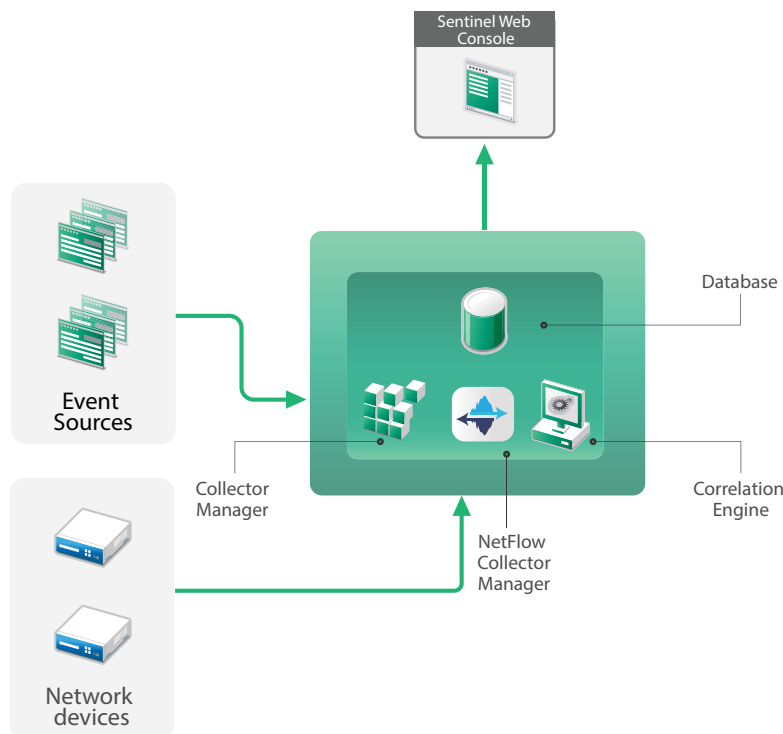 Sentinel Web
Console
Event
Sources
Database
Collector
Manager
NetFlow
Collector
Manager
Correlation
Engine
Network
devices